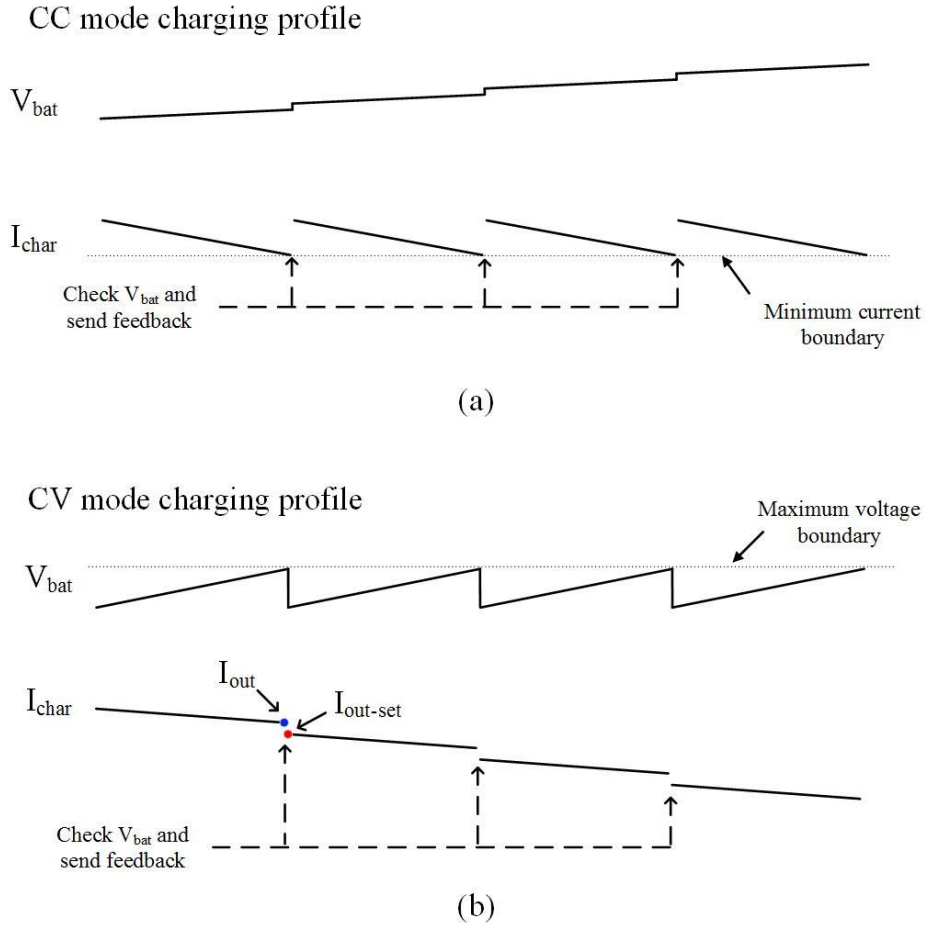 CC mode charging profile
V_bat
I_char
Check V_bat and
send feedback
Minimum current
boundary
(a)
CV mode charging profile
Maximum voltage
boundary
V_bat
I_out
I_char
I_out-set
Check V_bat and
send feedback
(b)